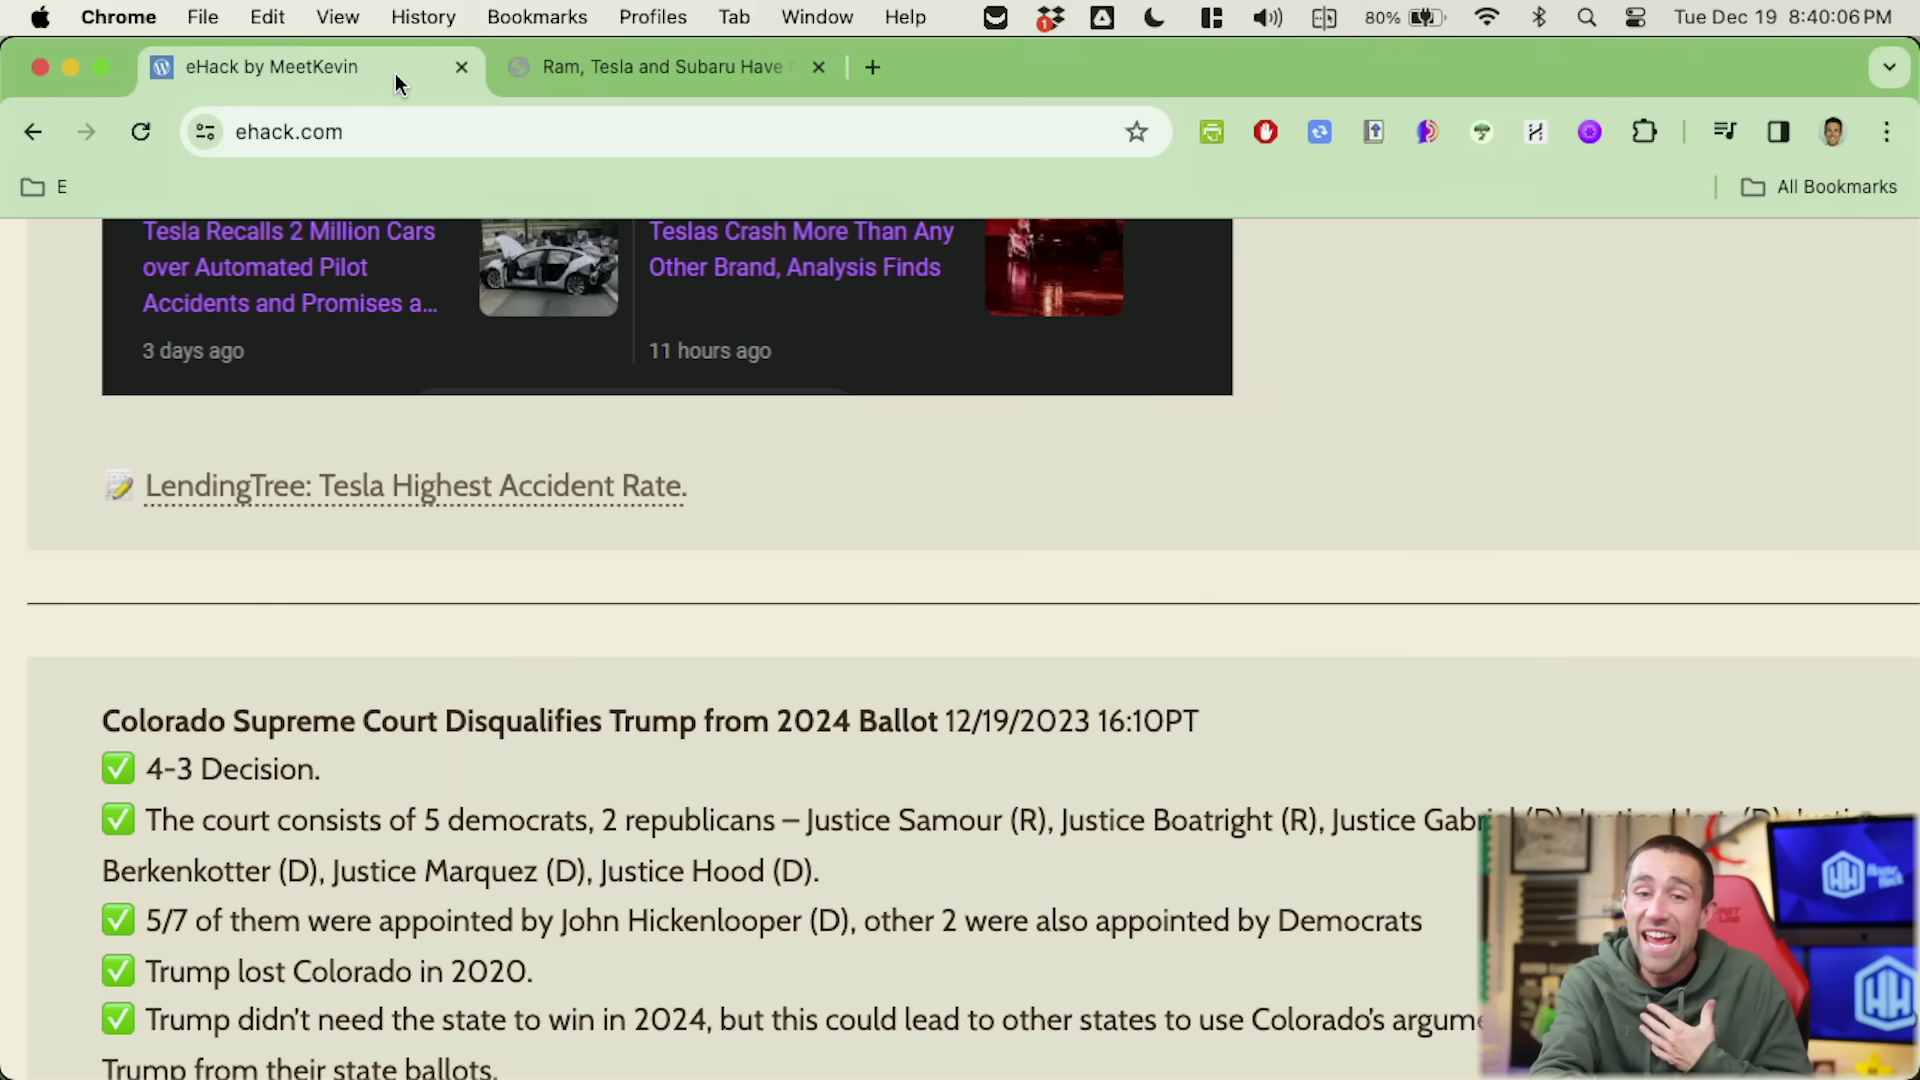 Chrome File Edit View History Bookmarks Profiles Tab Window Help 1 80% Tue Dec 19 8:40:06 PM
eHack by MeetKevin Ram, Tesla and Subaru Have
ehack.com
E All Bookmarks
Tesla Recalls 2 Million Cars
over Automated Pilot
Accidents and Promises a...
3 days ago
Teslas Crash More Than Any
Other Brand, Analysis Finds
11 hours ago
LendingTree: Tesla Highest Accident Rate.
Colorado Supreme Court Disqualifies Trump from 2024 Ballot 12/19/2023 16:10PT
✅ 4-3 Decision.
✅ The court consists of 5 democrats, 2 republicans – Justice Samour (R), Justice Boatright (R), Justice
Berkenkotter (D), Justice Marquez (D), Justice Hood (D).
✅ 5/7 of them were appointed by John Hickenlooper (D), other 2 were also appointed by Democrats
✅ Trump lost Colorado in 2020.
✅ Trump didn't need the state to win in 2024, but this could lead to other states to use Colorado's
Trump from their state ballots.